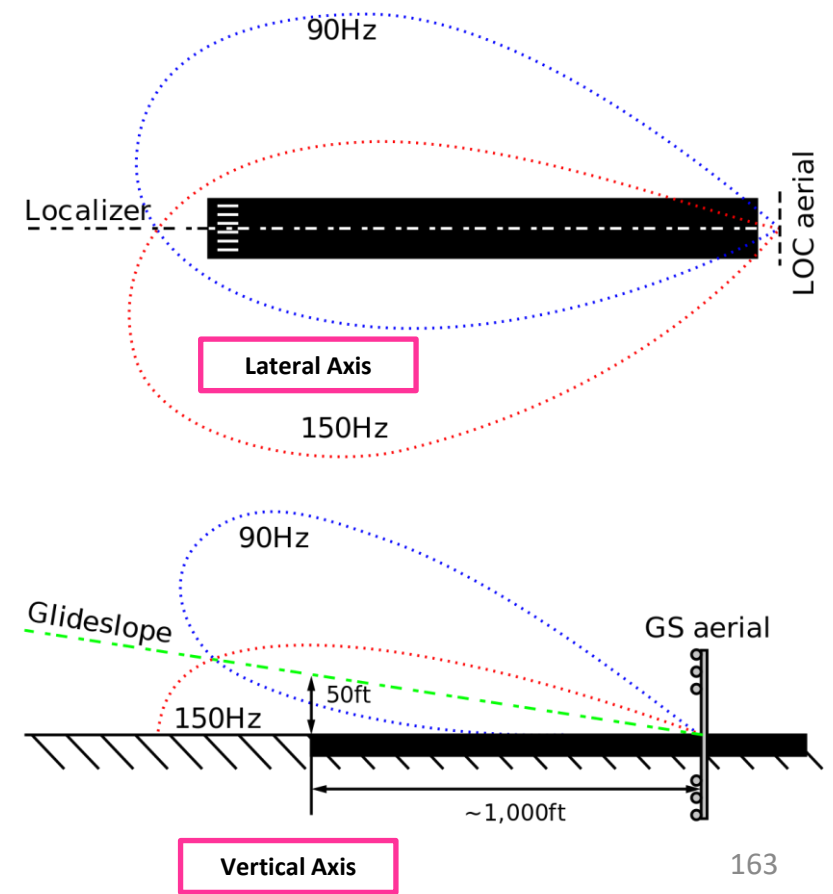 90Hz
Localizer
LOC aerial
Lateral Axis
150Hz
90Hz
Glideslope
GS aerial
50ft
150Hz
~1,000ft
Vertical Axis
163